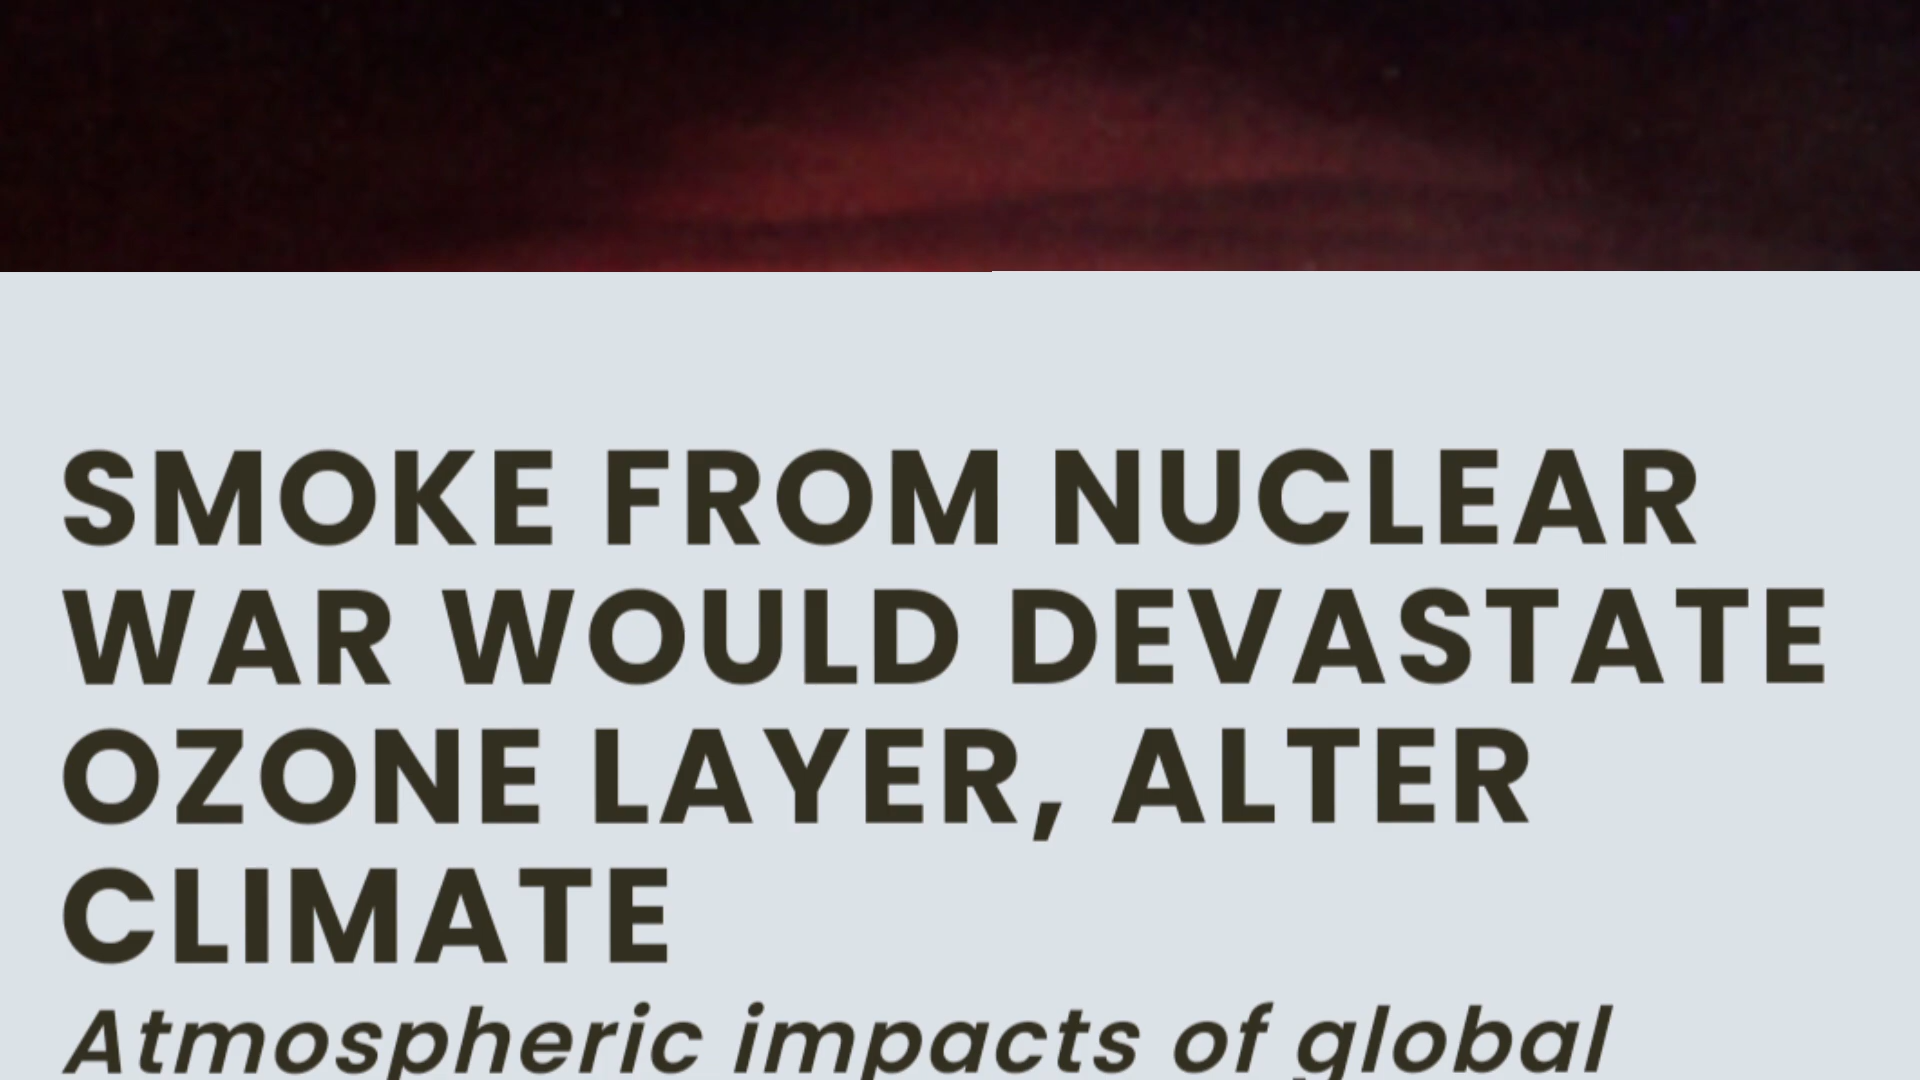 SMOKE FROM NUCLEAR
WAR WOULD DEVASTATE
OZONE LAYER, ALTER
CLIMATE
Atmospheric impacts of global